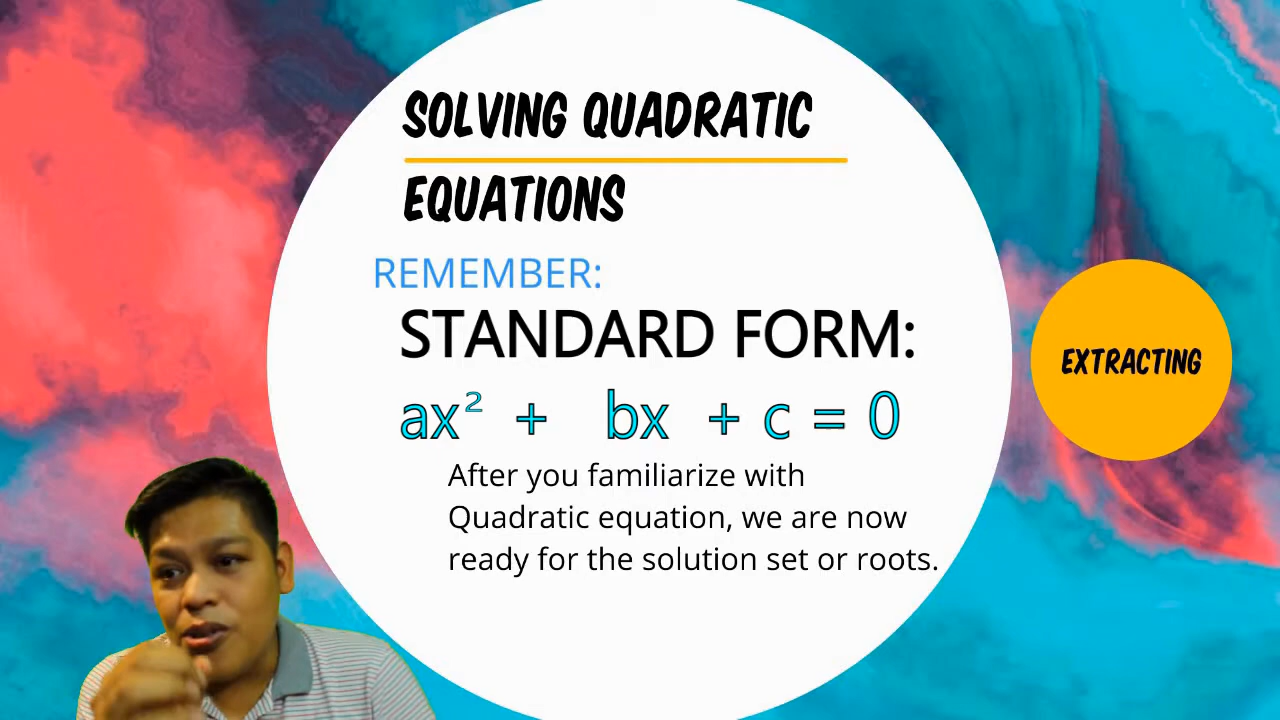 SOLVING QUADRATIC
EQUATIONS
REMEMBER:
STANDARD FORM:
ax² + bx + c = 0
After you familiarize with
Quadratic equation, we are now
ready for the solution set or roots.
EXTRACTING